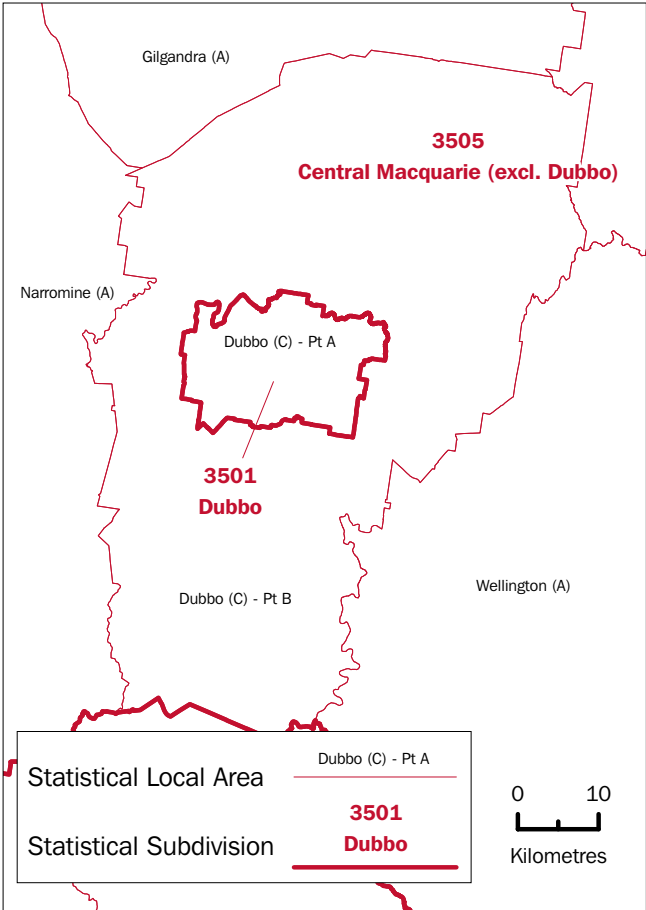 Gilgandra (A)
3505
Central Macquarie (excl. Dubbo)
Narromine (A)
Dubbo (C) - Pt A
3501
Dubbo
Dubbo (C) - Pt B
Wellington (A)
Statistical Local Area
Dubbo (C) - Pt A
Statistical Subdivision
3501
Dubbo
0 10
Kilometres